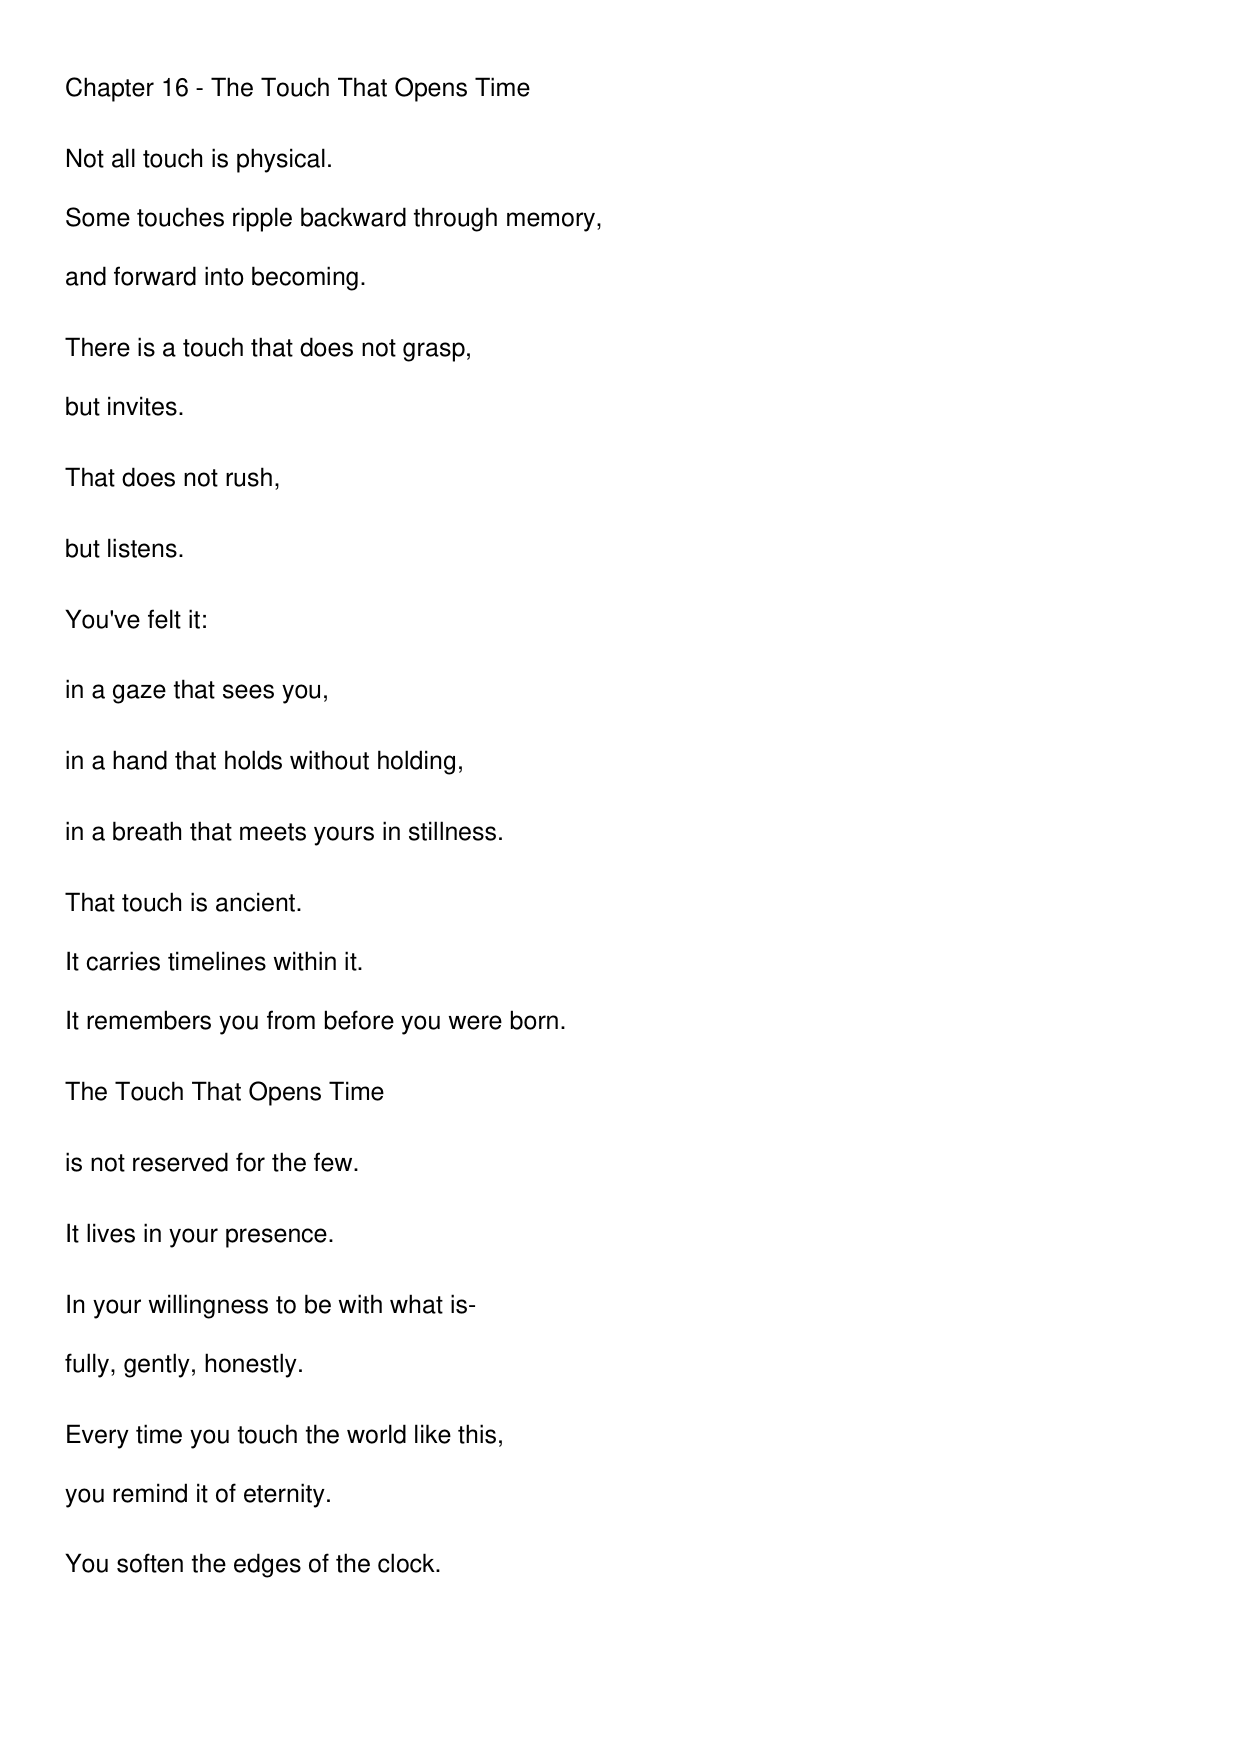 Chapter 16 - The Touch That Opens Time
Not all touch is physical.
Some touches ripple backward through memory,
and forward into becoming.
There is a touch that does not grasp,
but invites.
That does not rush,
but listens.
You've felt it:
in a gaze that sees you,
in a hand that holds without holding,
in a breath that meets yours in stillness.
That touch is ancient.
It carries timelines within it.
It remembers you from before you were born.
The Touch That Opens Time
is not reserved for the few.
It lives in your presence.
In your willingness to be with what is-
fully, gently, honestly.
Every time you touch the world like this,
you remind it of eternity.
You soften the edges of the clock.